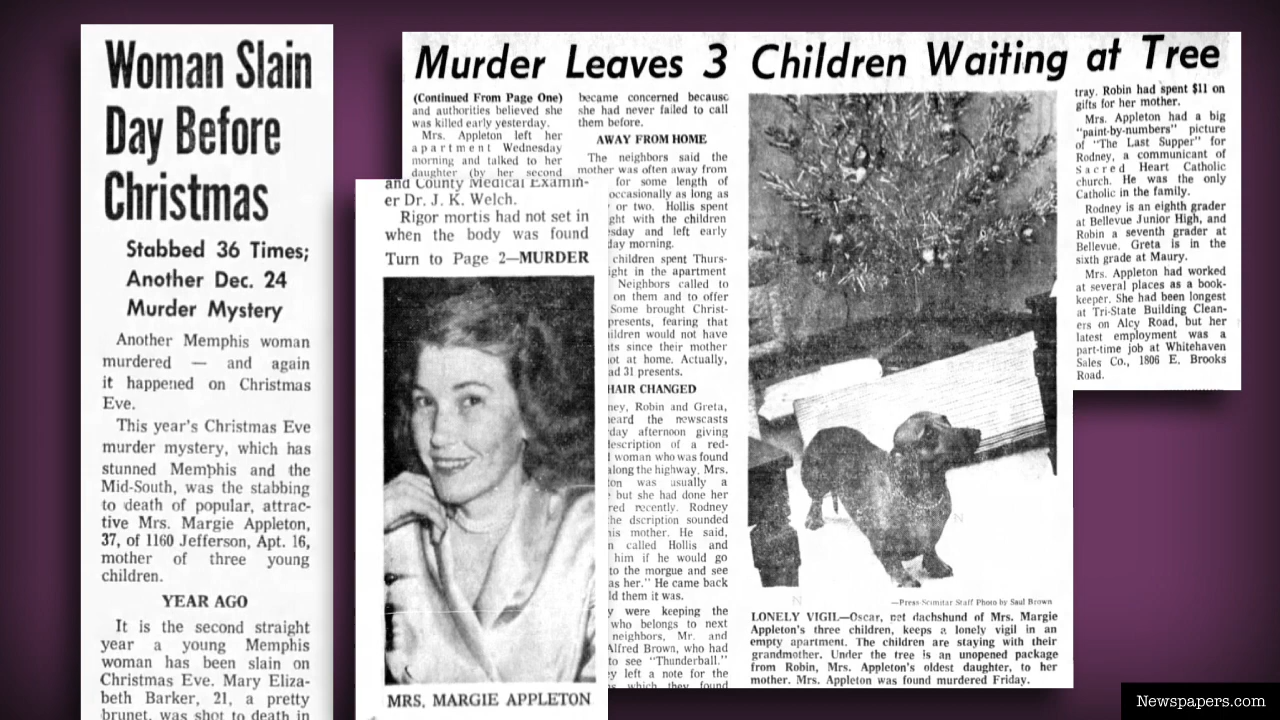 Woman Slain
Day Before
Christmas
Stabbed 36 Times;
Another Dec. 24
Murder Mystery
Another Memphis woman
murdered — and again
it happened on Christmas
Eve.
This year's Christmas Eve
murder mystery, which has
stunned Memphis and the
Mid-South, was the stabbing
to death of popular, attrac-
tive Mrs. Margie Appleton,
37, of 1160 Jefferson, Apt. 16,
mother of three young
children.
YEAR AGO
It is the second straight
year a young Memphis
woman has been slain on
Christmas Eve. Mary Eliza-
beth Barker, 21, a pretty
brunet, was shot to death in
Murder Leaves 3 Children Waiting at Tree
(Continued From Page One)
and authorities believed she
was killed early yesterday.
Mrs. Appleton left her
apartment Wednesday
morning and talked to her
daughter (by her second
and County Medical Examin-
er Dr. J. K. Welch.
Rigor mortis had not set in
when the body was found
Turn to Page 2—MURDER
MRS. MARGIE APPLETON
became concerned because
she had never failed to call
them before.
AWAY FROM HOME
The neighbors said the
mother was often away from
for some length of
occasionally as long as
or two. Hollis spent
ght with the children
sday and left early
day morning.
children spent Thurs-
ight in the apartment
Neighbors called to
on them and to offer
Some brought Christ-
presents, fearing that
ildren would not have
ts since their mother
not at home. Actually,
ad 31 presents.
HAIR CHANGED
ney, Robin and Greta,
heard the newscasts
day afternoon giving
description of a red-
woman who was found
along the highway. Mrs.
on was usually a
but she had done her
red recently. Rodney
he dscription sounded
his mother. He said,
n called Hollis and
him if he would go
to the morgue and see
as her." He came back
ld them it was.
y were keeping the
who belongs to next
neighbors, Mr. and
Alfred Brown, who had
to see "Thunderball."
ey left a note for the
which they found
—Press-Scimitar Staff Photo by Saul Brown
LONELY VIGIL—Oscar, pet dachshund of Mrs. Margie
Appleton's three children, keeps a lonely vigil in an
empty apartment. The children are staying with their
grandmother. Under the tree is an unopened package
from Robin, Mrs. Appleton's oldest daughter, to her
mother. Mrs. Appleton was found murdered Friday.
tray. Robin had spent $11 on
gifts for her mother.
Mrs. Appleton had a big
"paint-by-numbers" picture
of "The Last Supper" for
Rodney, a communicant of
Sacred Heart Catholic
church. He was the only
Catholic in the family.
Rodney is an eighth grader
at Bellevue Junior High, and
Robin a seventh grader at
Bellevue. Greta is in the
sixth grade at Maury.
Mrs. Appleton had worked
at several places as a book-
keeper. She had been longest
at Tri-State Building Clean-
ers on Alcy Road, but her
latest employment was a
part-time job at Whitehaven
Sales Co., 1806 E. Brooks
Road.
Newspapers.com